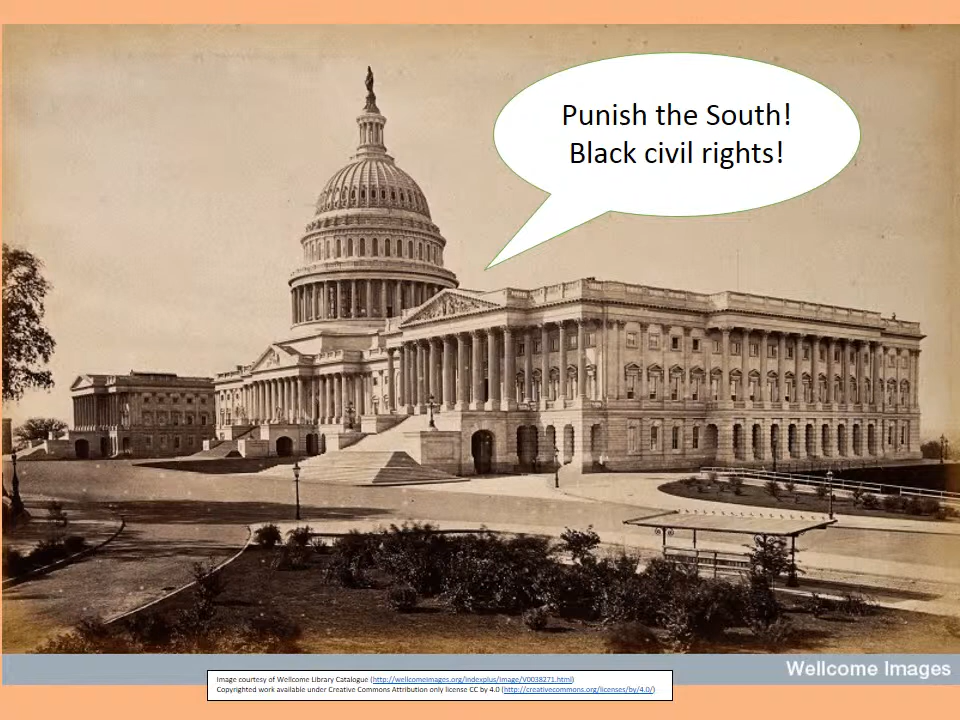 Punish the South!
Black civil rights!
Wellcome Images
Image courtesy of Wellcome Library Catalogue (http://wellcomeimages.org/indexplus/image/V0038271.html)
Copyrighted work available under Creative Commons Attribution only license CC by 4.0 (http://creativecommons.org/licenses/by/4.0/)